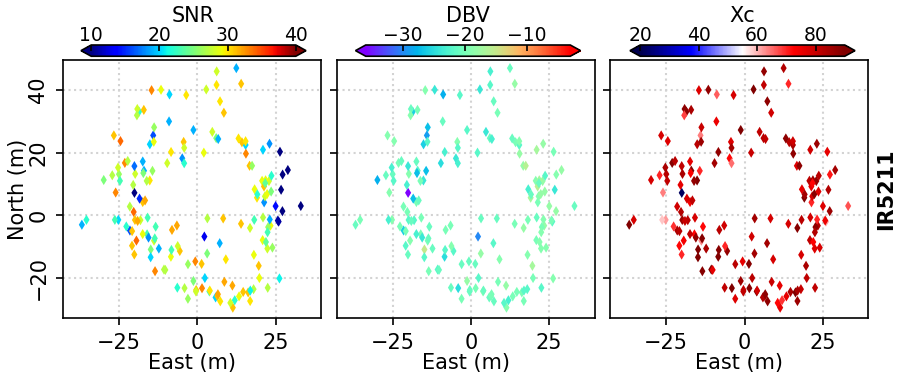 SNR DBV Xc
10 20 30 40 −30 −20 −10 20 40 60 80
40
20
0
−20
North (m)
−25 0 25 −25 0 25 −25 0 25
East (m) East (m) East (m)
IR5211